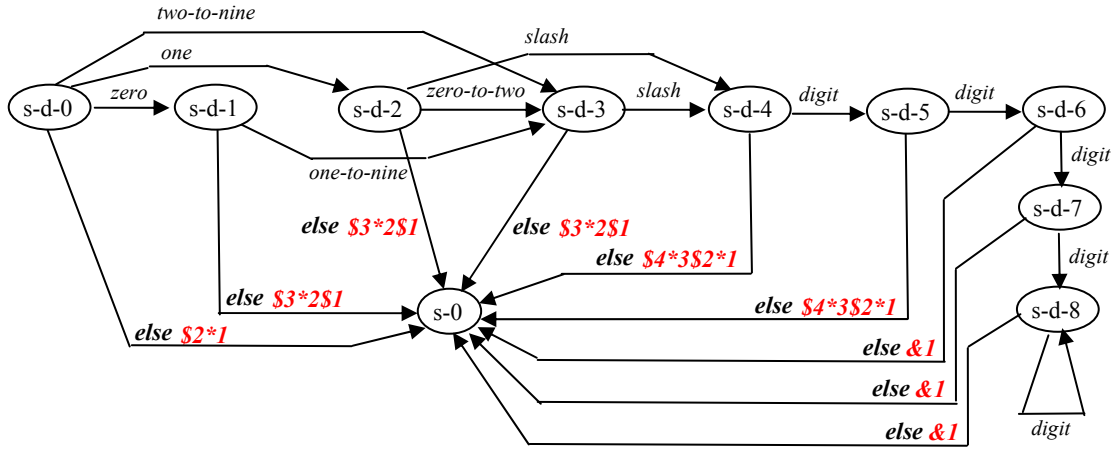 two-to-nine
one
slash
zero
zero-to-two
slash
digit
digit
s-d-0
s-d-1
s-d-2
s-d-3
s-d-4
s-d-5
s-d-6
one-to-nine
digit
s-d-7
else $3*2$1
else $3*2$1
else $4*3$2*1
digit
else $3*2$1
s-0
else $4*3$2*1
s-d-8
else $2*1
else &1
else &1
else &1
digit